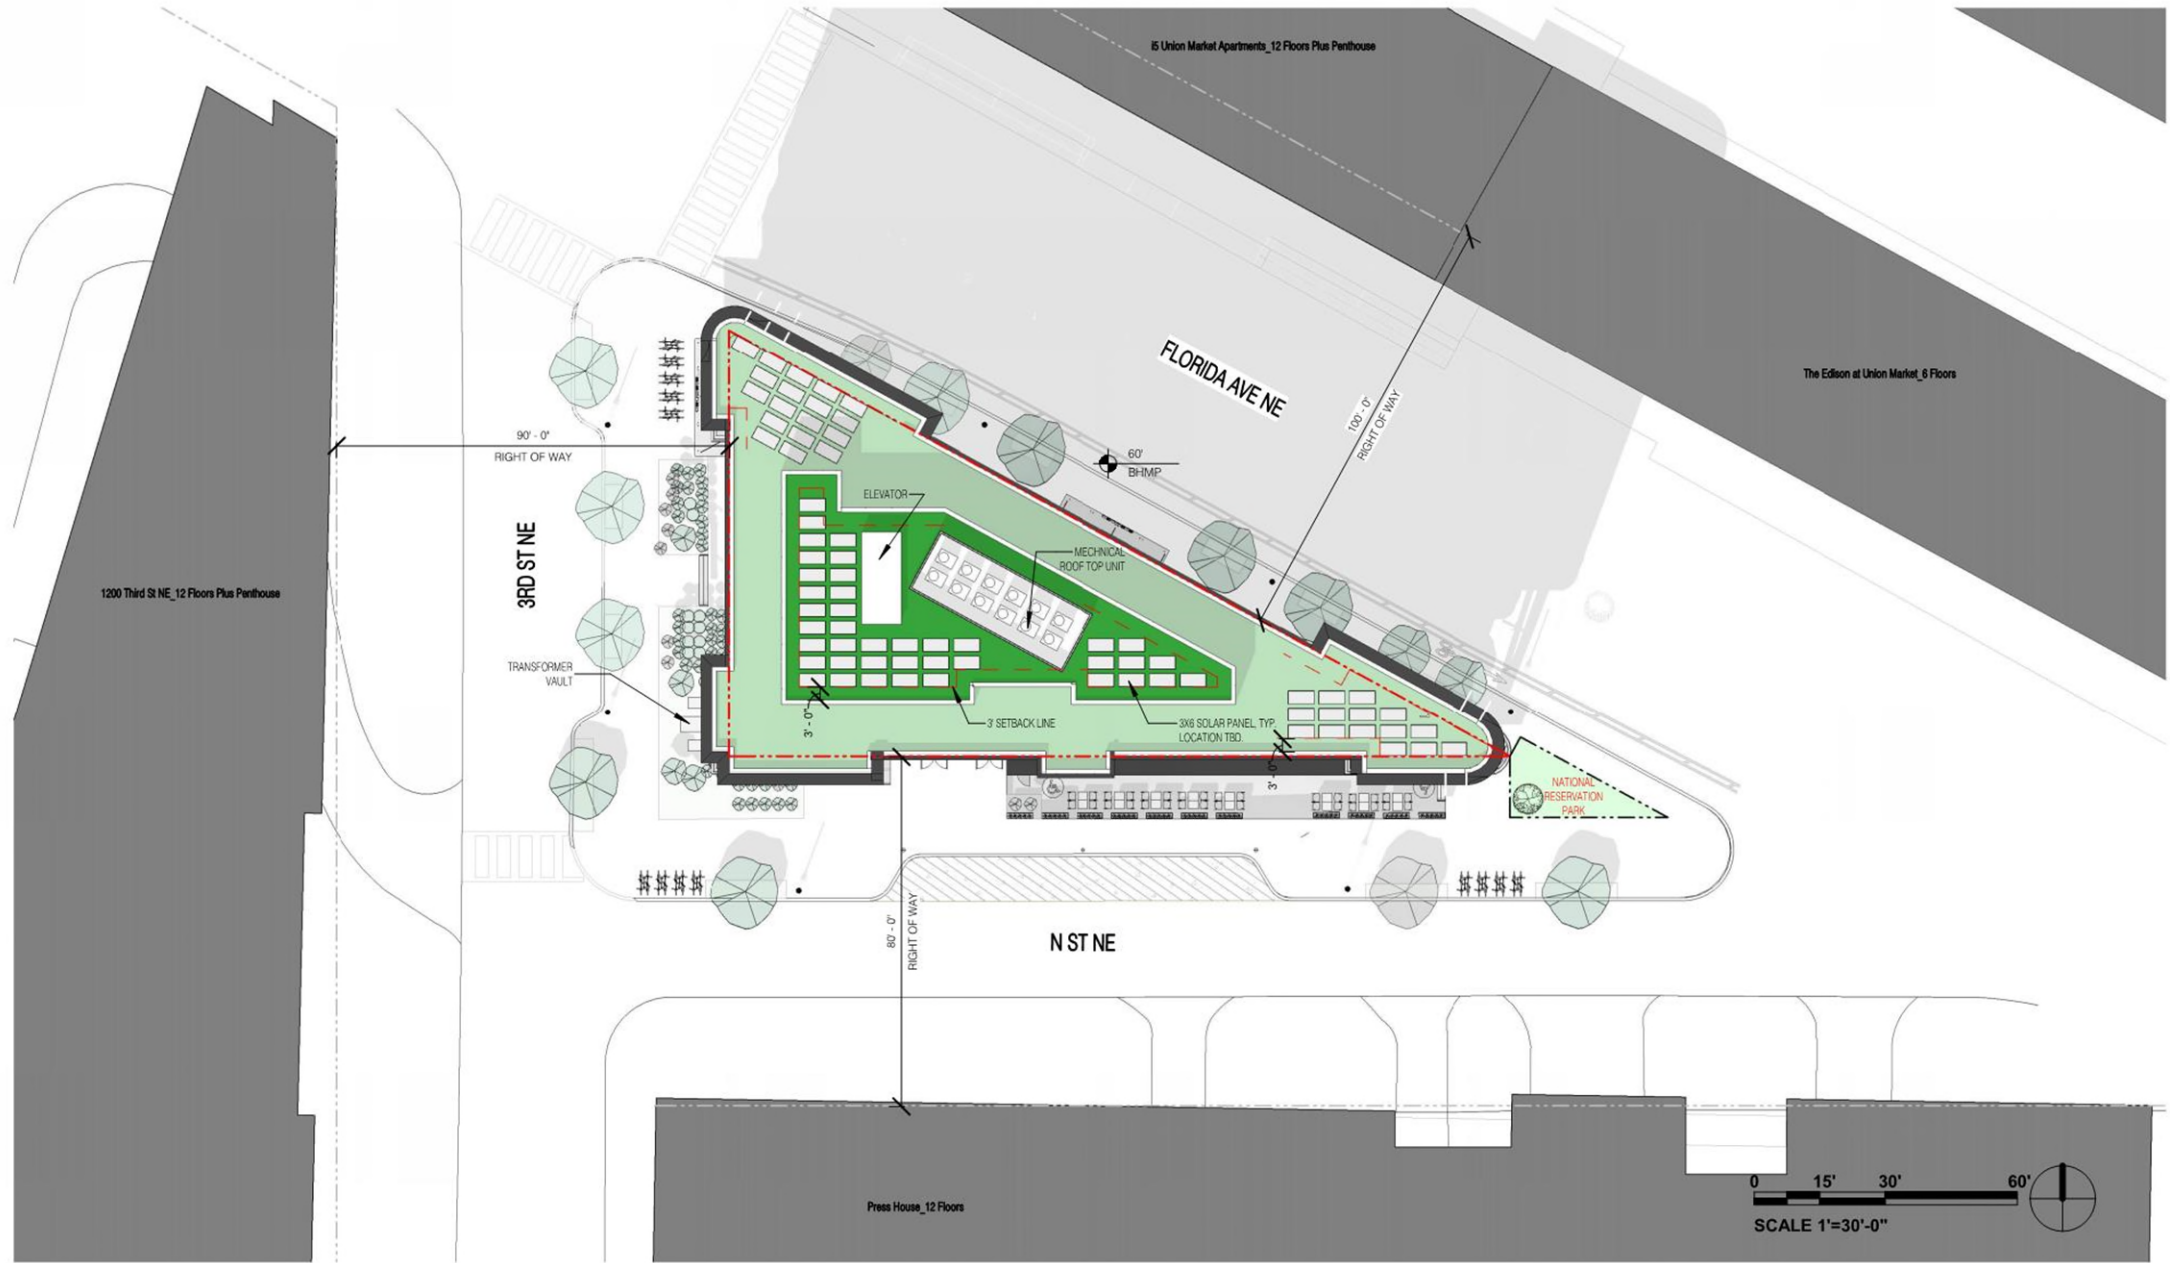 i5 Union Market Apartments_12 Floors Plus Penthouse
The Edison at Union Market_6 Floors
FLORIDA AVE NE
100' - 0"
RIGHT OF WAY
90' - 0"
RIGHT OF WAY
60'
BHMP
ELEVATOR
MECHNICAL
ROOF TOP UNIT
3RD ST NE
1200 Third St NE_12 Floors Plus Penthouse
TRANSFORMER
VAULT
3' - 0"
3' SETBACK LINE
3X6 SOLAR PANEL, TYP.
LOCATION TBD.
3' - 0"
NATIONAL
RESERVATION
PARK
80' - 0"
RIGHT OF WAY
N ST NE
Press House_12 Floors
0 15' 30' 60'
SCALE 1'=30'-0"